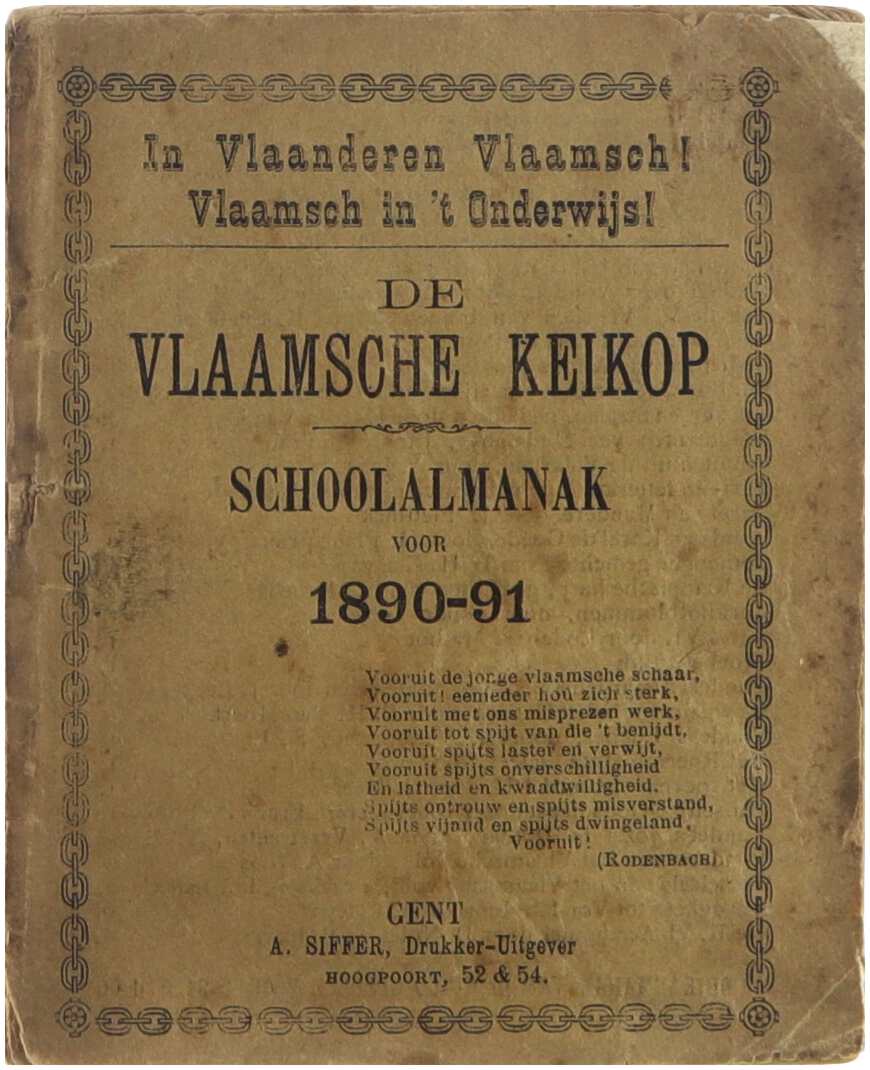 In Vlaanderen Vlaamsch!
Vlaamsch in 't Onderwijs!
DE
VLAAMSCHE KEIKOP
SCHOOLALMANAK
VOOR
1890-91
Vooruit de jonge vlaamsche schaar,
Vooruit! eenieder hou zich sterk,
Vooruit met ons misprezen werk,
Vooruit tot spijt van die 't benijdt,
Vooruit spijts laster en verwijt,
Vooruit spijts onverschilligheid
En lafheid en kwaadwilligheid.
Spijts ontrouw en spijts misverstand,
Spijts vijand en spijts dwingeland,
Vooruit!
(RODENBACH)
GENT
A. SIFFER, Drukker-Uitgever
HOOGPOORT, 52 & 54.